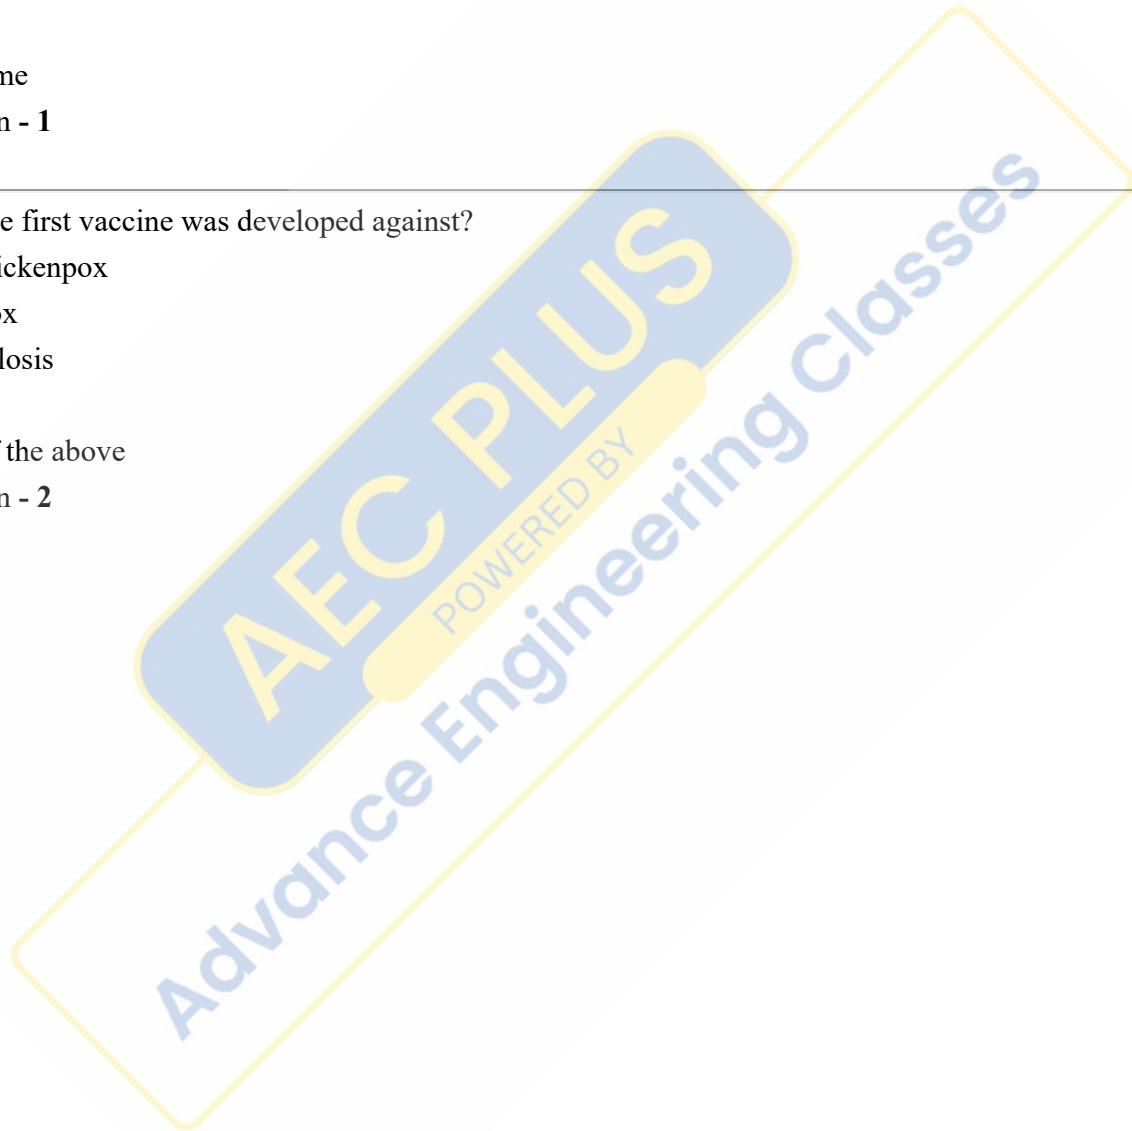 me
n - 1
e first vaccine was developed against?
ickenpox
ox
losis
f the above
n - 2
AEC PLUS
POWERED BY
Advance Engineering Classes